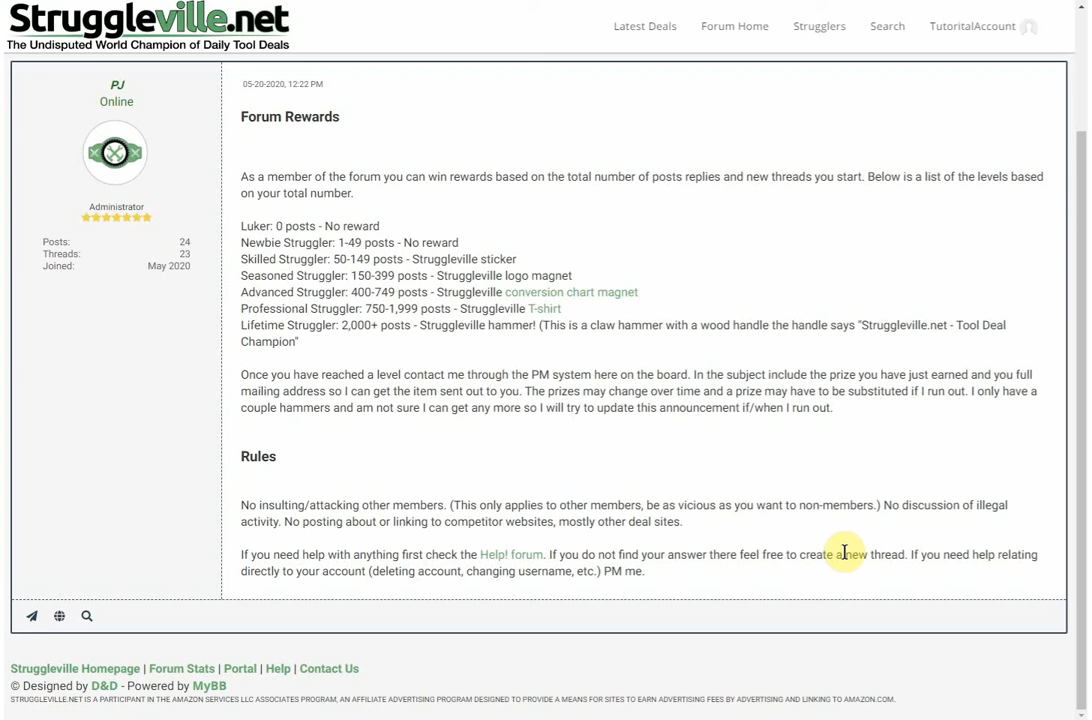 Struggleville.net
The Undisputed World Champion of Daily Tool Deals
Latest Deals Forum Home Strugglers Search TutoritalAccount
PJ
Online
Administrator
Posts: 24
Threads: 23
Joined: May 2020
05-20-2020, 12:22 PM
Forum Rewards
As a member of the forum you can win rewards based on the total number of posts replies and new threads you start. Below is a list of the levels based
on your total number.
Luker: 0 posts - No reward
Newbie Struggler: 1-49 posts - No reward
Skilled Struggler: 50-149 posts - Struggleville sticker
Seasoned Struggler: 150-399 posts - Struggleville logo magnet
Advanced Struggler: 400-749 posts - Struggleville conversion chart magnet
Professional Struggler: 750-1,999 posts - Struggleville T-shirt
Lifetime Struggler: 2,000+ posts - Struggleville hammer! (This is a claw hammer with a wood handle the handle says "Struggleville.net - Tool Deal
Champion"
Once you have reached a level contact me through the PM system here on the board. In the subject include the prize you have just earned and you full
mailing address so I can get the item sent out to you. The prizes may change over time and a prize may have to be substituted if I run out. I only have a
couple hammers and am not sure I can get any more so I will try to update this announcement if/when I run out.
Rules
No insulting/attacking other members. (This only applies to other members, be as vicious as you want to non-members.) No discussion of illegal
activity. No posting about or linking to competitor websites, mostly other deal sites.
If you need help with anything first check the Help! forum. If you do not find your answer there feel free to create a new thread. If you need help relating
directly to your account (deleting account, changing username, etc.) PM me.
Struggleville Homepage | Forum Stats | Portal | Help | Contact Us
© Designed by D&D - Powered by MyBB
STRUGGLEVILLE.NET IS A PARTICIPANT IN THE AMAZON SERVICES LLC ASSOCIATES PROGRAM, AN AFFILIATE ADVERTISING PROGRAM DESIGNED TO PROVIDE A MEANS FOR SITES TO EARN ADVERTISING FEES BY ADVERTISING AND LINKING TO AMAZON.COM.